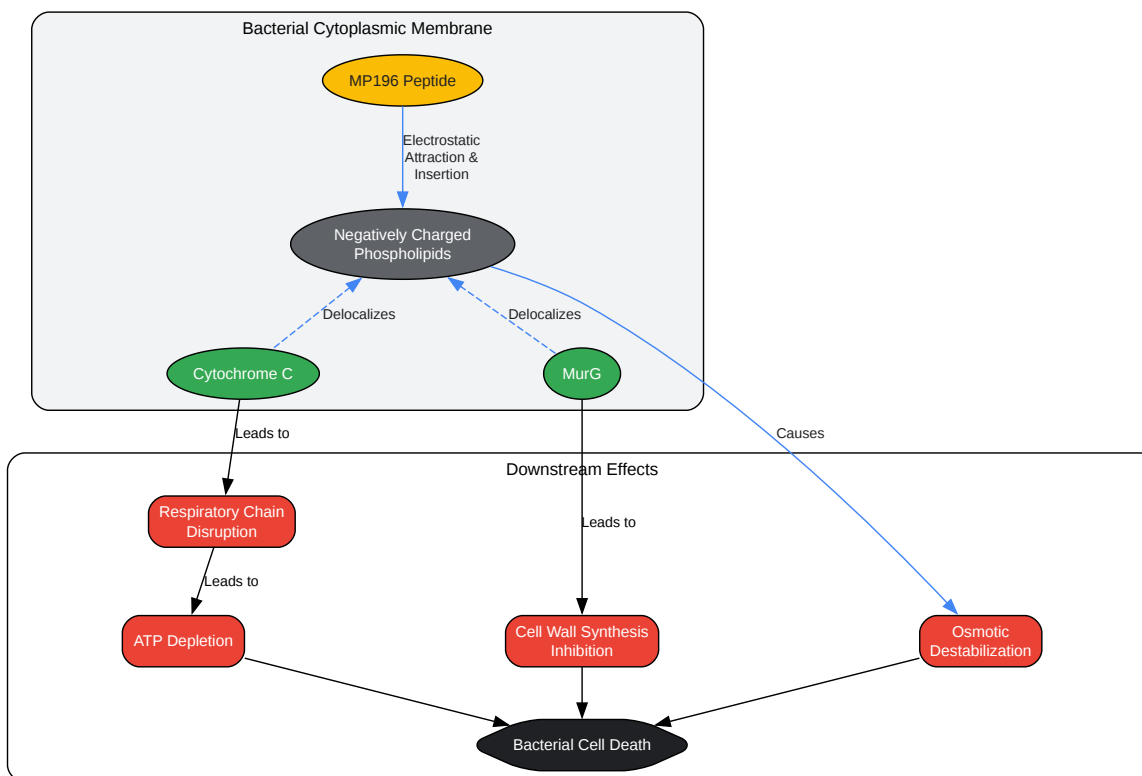 Bacterial Cytoplasmic Membrane
MP196 Peptide
Electrostatic
Attraction &
Insertion
Negatively Charged
Phospholipids
Delocalizes
Delocalizes
Cytochrome C
MurG
Leads to
Causes
Downstream Effects
Respiratory Chain
Disruption
Leads to
Leads to
ATP Depletion
Cell Wall Synthesis
Inhibition
Osmotic
Destabilization
Bacterial Cell Death